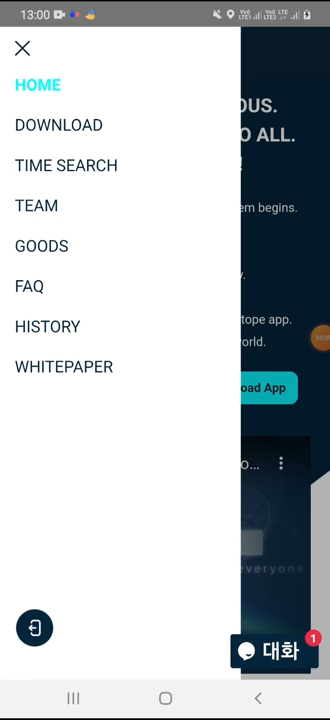 13:00
HOME
DOWNLOAD
TIME SEARCH
TEAM
GOODS
FAQ
HISTORY
WHITEPAPER
OUS.
O ALL.
!
em begins.
y.
tope app.
orld.
oad App
o...
everyone
대화
1